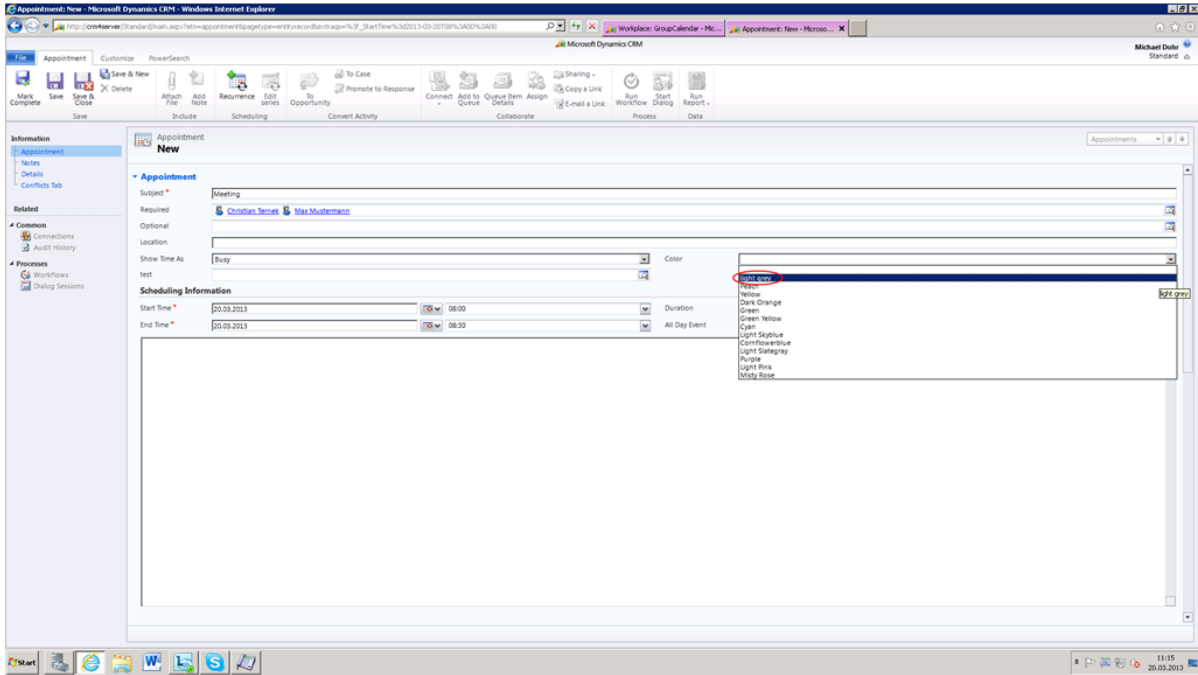 Appointment: New - Microsoft Dynamics CRM - Windows Internet Explorer
Workplace: GroupCalendar - Mic...
Appointment: New - Microso...
Microsoft Dynamics CRM
Michael Dohr
Standard
File Appointment Customize PowerSearch
Mark Complete
Save
Save & Close
Save & New
Delete
Save
Attach File
Add Note
Include
Recurrence
Edit series
Scheduling
To Opportunity
To Case
Promote to Response
Convert Activity
Connect
Add to Queue
Queue Item Details
Assign
Sharing
Copy a Link
E-mail a Link
Collaborate
Run Workflow
Start Dialog
Process
Run Report
Data
Information
Appointment
Notes
Details
Conflicts Tab
Related
Common
Connections
Audit History
Processes
Workflows
Dialog Sessions
Appointment
New
Appointments
Appointment
Subject * Meeting
Required Christian Ternek Max Mustermann
Optional
Location
Show Time As Busy Color
test
light grey
Peach
Yellow
Dark Orange
Green
Green Yellow
Cyan
Light Skyblue
Cornflowerblue
Light Slategray
Purple
Light Pink
Misty Rose
light grey
Scheduling Information
Start Time * 20.03.2013 08:00 Duration
End Time * 20.03.2013 08:30 All Day Event
Start
11:15
20.03.2013